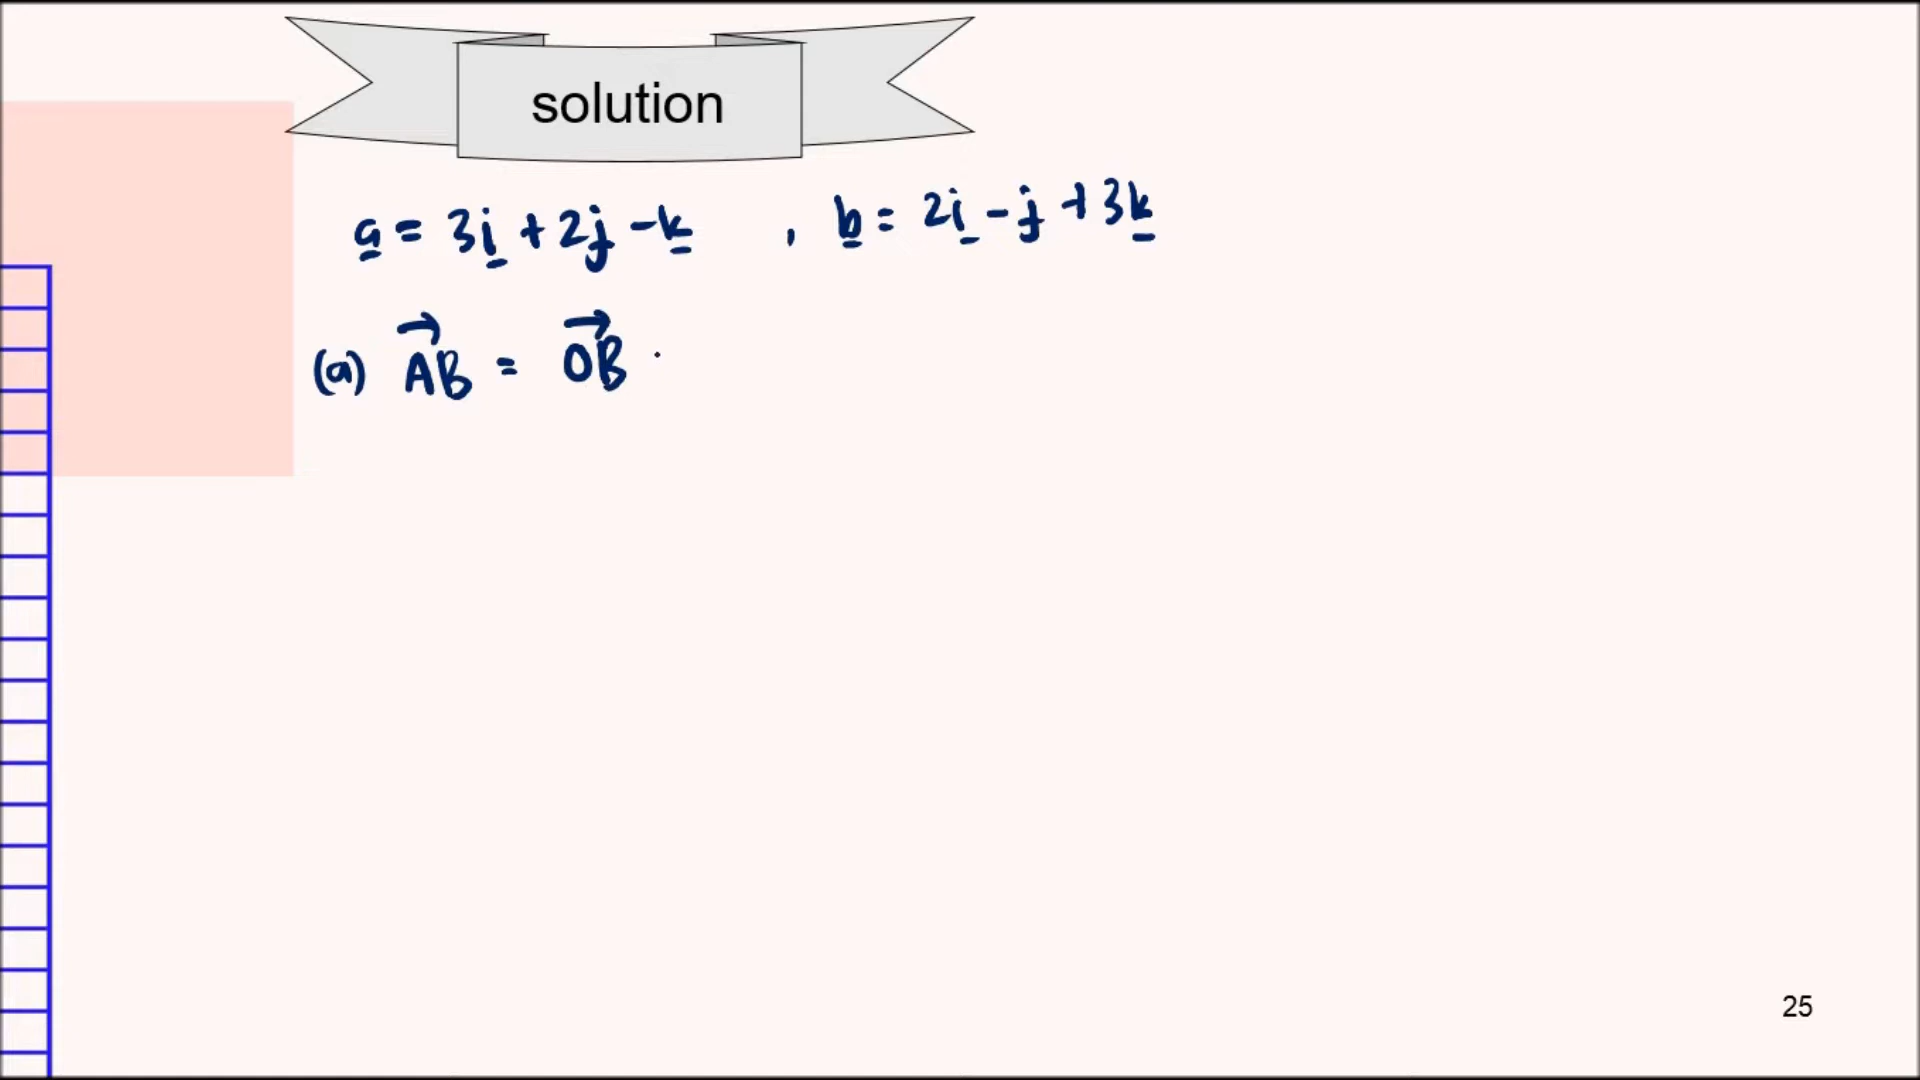 solution
a = 3i + 2j - k , b = 2i - j + 3k
(a) AB = OB
25